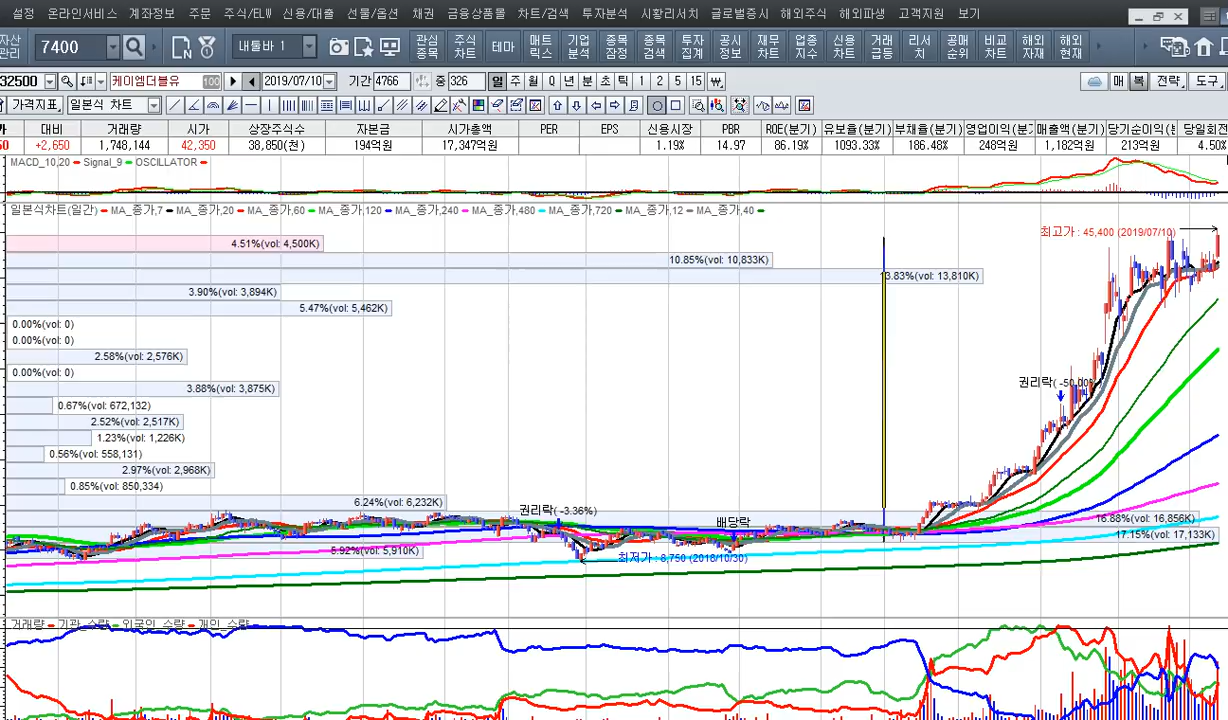 설정 온라인서비스 계좌정보 주문 주식/ELW 신용/대출 선물/옵션 채권 금융상품몰 차트/검색 투자분석 시황리서치 글로벌증시 해외주식 해외파생 고객지원 보기
자산 관리 7400 내툴바 1 관심 종목 주식 차트 테마 매트 릭스 기업 분석 종목 잠정 종목 검색 투자 집계 공시 정보 재무 차트 업종 지수 신용 차트 거래 급등 리서 치 공매 순위 비교 차트 해외 자재 해외 현재
32500 케이엠더블유 100 2019/07/10 기간 4766 중 326 일 주 월 Q 년 분 초 틱 1 2 5 15 ₩ 매 복 전략 도구
가격지표 일본식 차트
가 대비 거래량 시가 상장주식수 자본금 시가총액 PER EPS 신용시장 PBR ROE(분기) 유보율(분기) 부채율(분기) 영업이익(분 매출액(분기) 당기순이익(분 당일회전
50 +2,650 1,748,144 42,350 38,850(천) 194억원 17,347억원 1.19% 14.97 86.19% 1093.33% 186.48% 248억원 1,182억원 213억원 4.50%
MACD_10,20 Signal_9 OSCILLATOR
일본식차트(일간) MA_종가,7 MA_종가,20 MA_종가,60 MA_종가,120 MA_종가,240 MA_종가,480 MA_종가,720 MA_종가,12 MA_종가,40
최고가 : 45,400 (2019/07/10)
4.51%(vol: 4,500K)
10.85%(vol: 10,833K)
13.83%(vol: 13,810K)
3.90%(vol: 3,894K)
5.47%(vol: 5,462K)
0.00%(vol: 0)
0.00%(vol: 0)
2.58%(vol: 2,576K)
0.00%(vol: 0)
권리락( -50.00%
3.88%(vol: 3,875K)
0.67%(vol: 672,132)
2.52%(vol: 2,517K)
1.23%(vol: 1,226K)
0.56%(vol: 558,131)
2.97%(vol: 2,968K)
0.85%(vol: 850,334)
6.24%(vol: 6,232K)
권리락( -3.36%)
배당락
16.88%(vol: 16,856K)
17.15%(vol: 17,133K)
5.92%(vol: 5,910K)
최저가 : 8,750 (2018/10/30)
거래량 기관_수량 외국인_수량 개인_수량